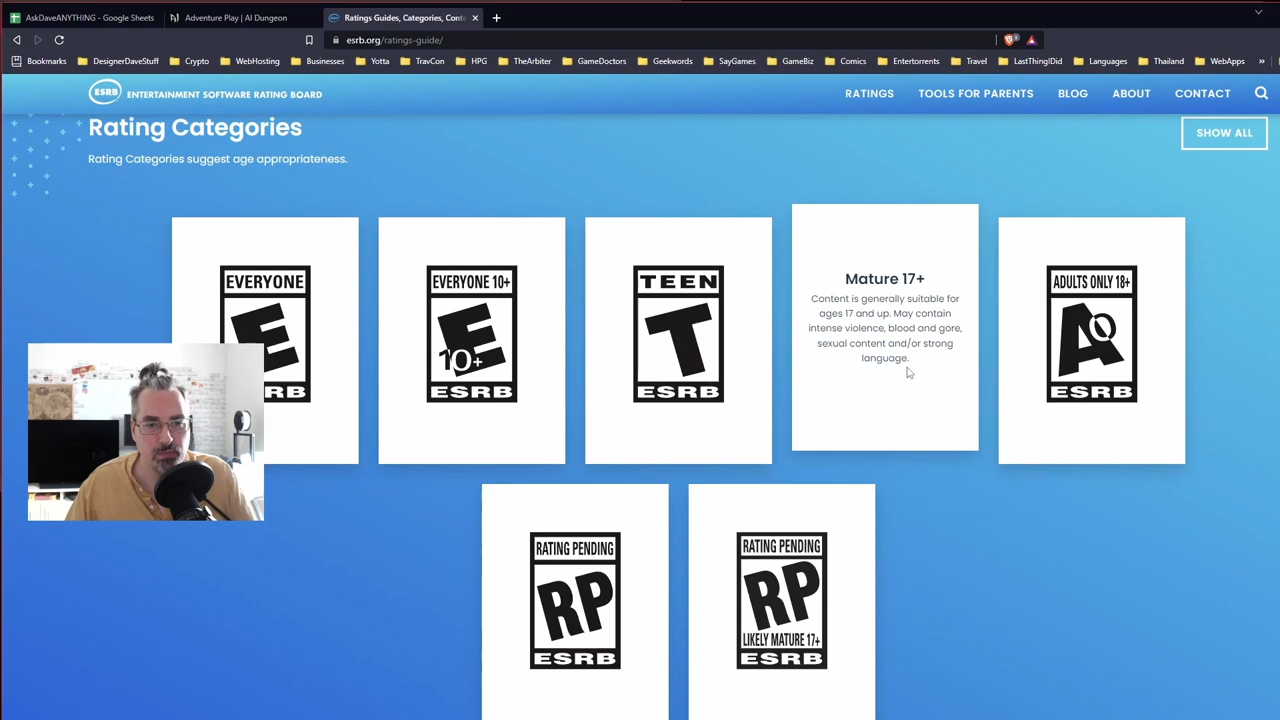 AskDaveANYTHING - Google Sheets
Adventure Play | AI Dungeon
Ratings Guides, Categories, Conte
esrb.org/ratings-guide/
Bookmarks DesignerDaveStuff Crypto WebHosting Businesses Yotta TravCon HPG TheArbiter GameDoctors Geekwords SayGames GameBiz Comics Entertorrents Travel LastThingIDid Languages Thailand WebApps »
ESRB ENTERTAINMENT SOFTWARE RATING BOARD
RATINGS TOOLS FOR PARENTS BLOG ABOUT CONTACT
Rating Categories
SHOW ALL
Rating Categories suggest age appropriateness.
EVERYONE
E
ESRB
EVERYONE 10+
E
10+
ESRB
TEEN
T
ESRB
Mature 17+
Content is generally suitable for
ages 17 and up. May contain
intense violence, blood and gore,
sexual content and/or strong
language.
ADULTS ONLY 18+
AO
ESRB
RATING PENDING
RP
ESRB
RATING PENDING
RP
LIKELY MATURE 17+
ESRB